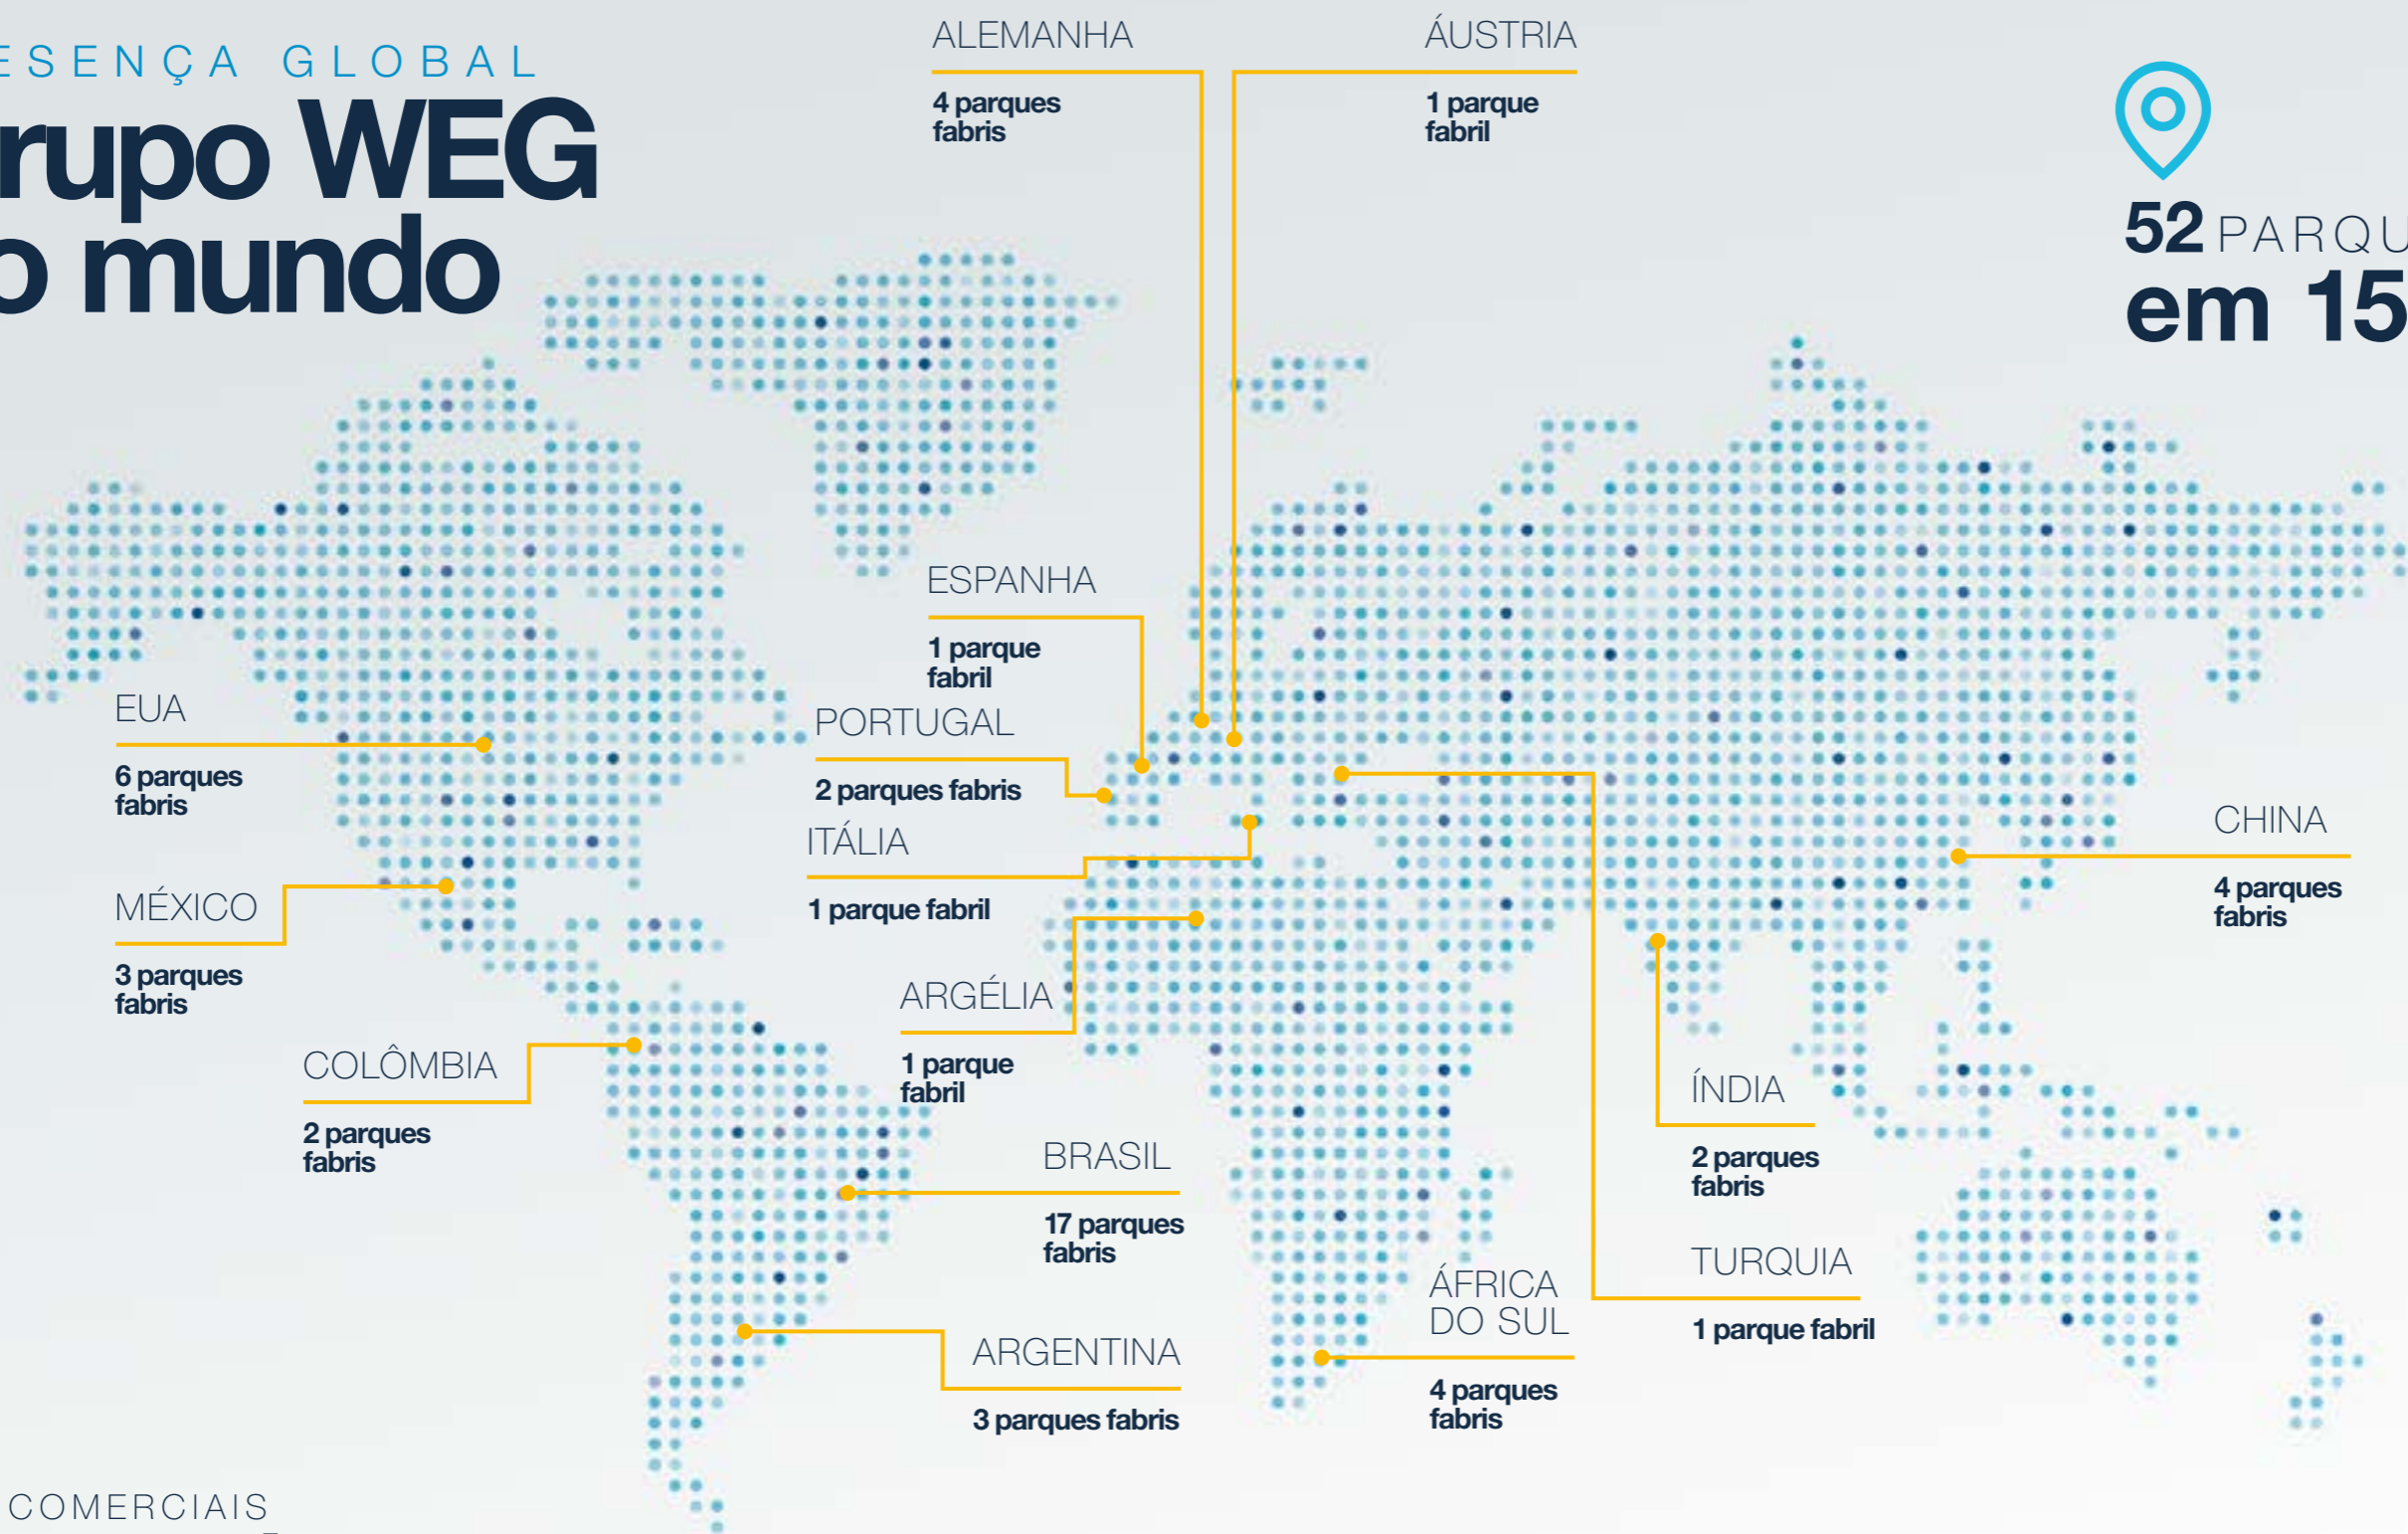 ESENÇA GLOBAL
rupo WEG
o mundo
ALEMANHA
4 parques
fabris
ÁUSTRIA
1 parque
fabril
52 PARQU
em 15
ESPANHA
1 parque
fabril
EUA
6 parques
fabris
PORTUGAL
2 parques fabris
ITÁLIA
1 parque fabril
CHINA
4 parques
fabris
MÉXICO
3 parques
fabris
ARGÉLIA
1 parque
fabril
COLÔMBIA
2 parques
fabris
ÍNDIA
2 parques
fabris
BRASIL
17 parques
fabris
TURQUIA
1 parque fabril
ÁFRICA
DO SUL
4 parques
fabris
ARGENTINA
3 parques fabris
COMERCIAIS